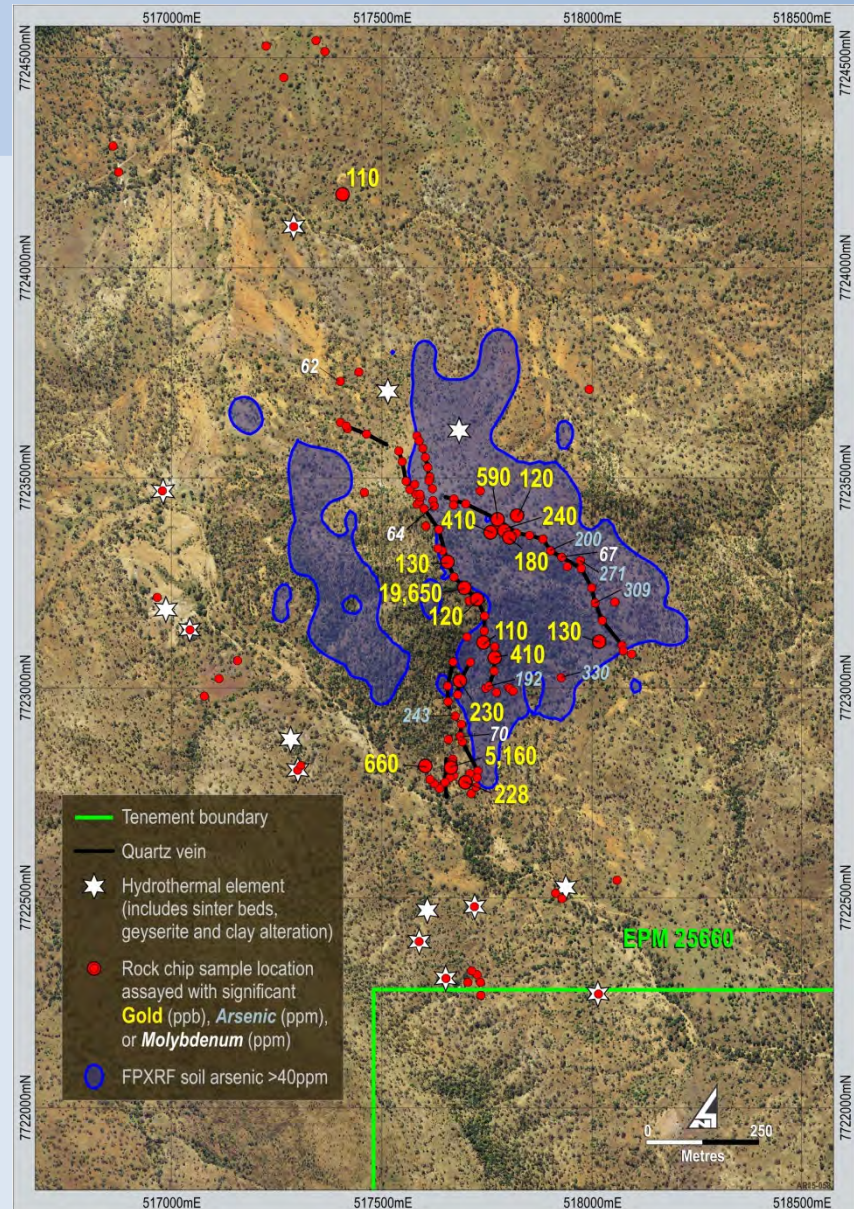 517000mE 517500mE 518000mE 518500mE
7724500mN 7724500mN
110
7724000mN 7724000mN
62
7723500mN 7723500mN
590 120
410 240
64 200
180 67
130 271
19,650 309
120 110 130
410
7723000mN 330 7723000mN
192
243 230
70
660 5,160
228
Tenement boundary
Quartz vein
Hydrothermal element
(includes sinter beds,
geyserite and clay alteration)
7722500mN 7722500mN
EPM 25660
Rock chip sample location
assayed with significant
Gold (ppb), Arsenic (ppm),
or Molybdenum (ppm)
FPXRF soil arsenic >40ppm
7722000mN 7722000mN
N
0 250
Metres
517000mE 517500mE 518000mE 518500mE